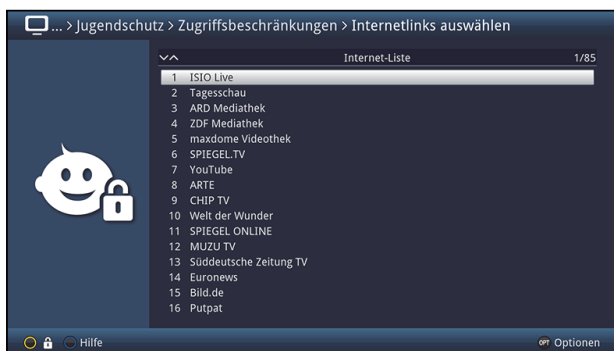 ... > Jugendschutz > Zugriffsbeschränkungen > Internetlinks auswählen
Internet-Liste 1/85
1 ISIO Live
2 Tagesschau
3 ARD Mediathek
4 ZDF Mediathek
5 maxdome Videothek
6 SPIEGEL.TV
7 YouTube
8 ARTE
9 CHIP TV
10 Welt der Wunder
11 SPIEGEL ONLINE
12 MUZU TV
13 Süddeutsche Zeitung TV
14 Euronews
15 Bild.de
16 Putpat
Hilfe OPT Optionen